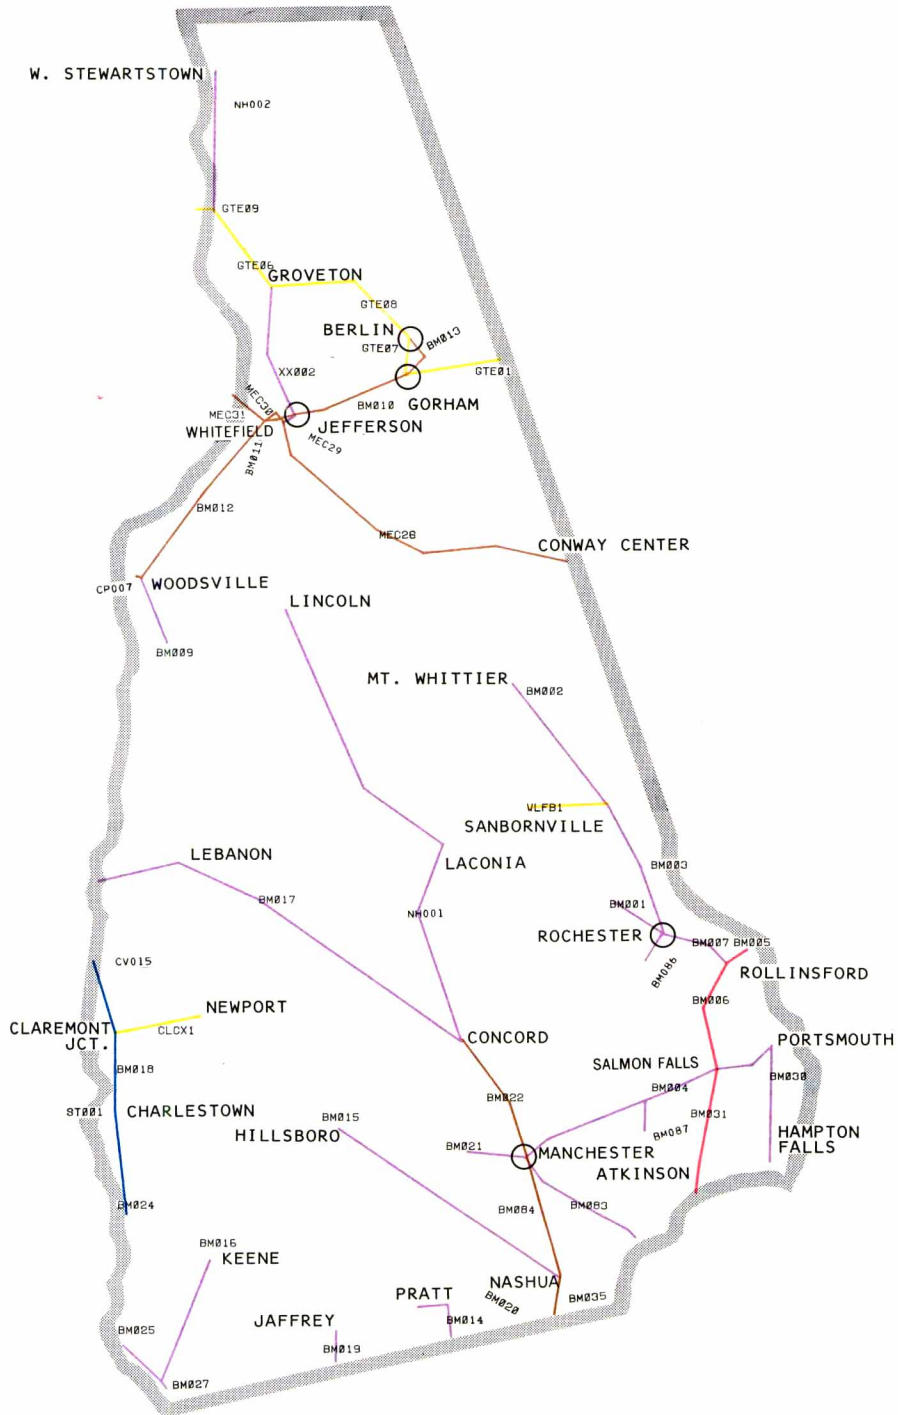 W. STEWARTSTOWN
NH002
GTE09
GTE06
GROVETON
GTE08
BERLIN
BM013
GTE07
GTE01
XX002
MEC30
BM010
GORHAM
MEC31
WHITEFIELD
JEFFERSON
MEC29
BM011
BM012
MEC28
CONWAY CENTER
CP007
WOODSVILLE
LINCOLN
BM009
MT. WHITTIER
BM002
WLFB1
SANBORNVILLE
LEBANON
LACONIA
BM003
BM017
NH001
BM001
ROCHESTER
BM007
BM005
BM086
ROLLINSFORD
CV015
BM006
NEWPORT
CLCX1
CLAREMONT
JCT.
CONCORD
PORTSMOUTH
SALMON FALLS
BM018
BM030
BM004
BM022
ST001
CHARLESTOWN
BM015
BM031
BM087
HILLSBORO
BM021
HAMPTON
FALLS
MANCHESTER
ATKINSON
BM024
BM084
BM083
BM016
KEENE
NASHUA
PRATT
BM020
BM035
JAFFREY
BM014
BM025
BM019
BM027